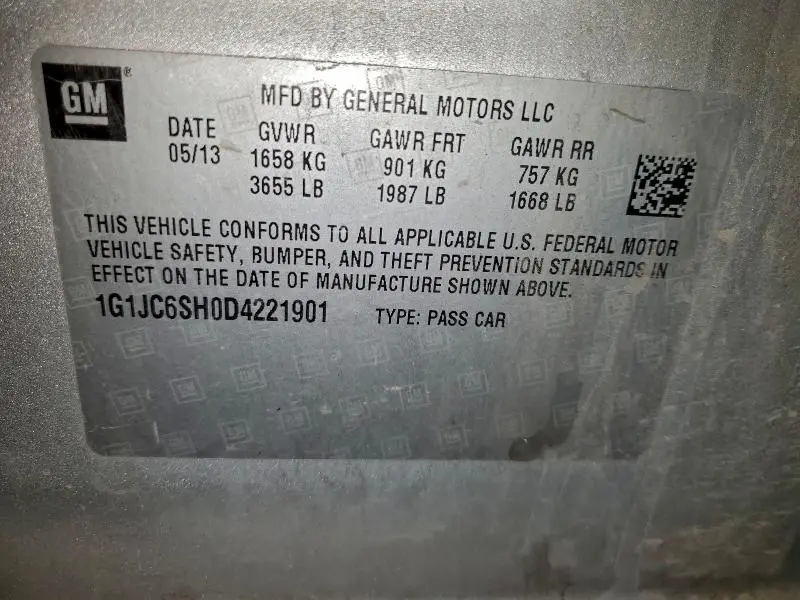 GM®
MFD BY GENERAL MOTORS LLC
DATE GVWR GAWR FRT GAWR RR
05/13 1658 KG 901 KG 757 KG
3655 LB 1987 LB 1668 LB
THIS VEHICLE CONFORMS TO ALL APPLICABLE U.S. FEDERAL MOTOR
VEHICLE SAFETY, BUMPER, AND THEFT PREVENTION STANDARDS IN
EFFECT ON THE DATE OF MANUFACTURE SHOWN ABOVE.
1G1JC6SH0D4221901 TYPE: PASS CAR